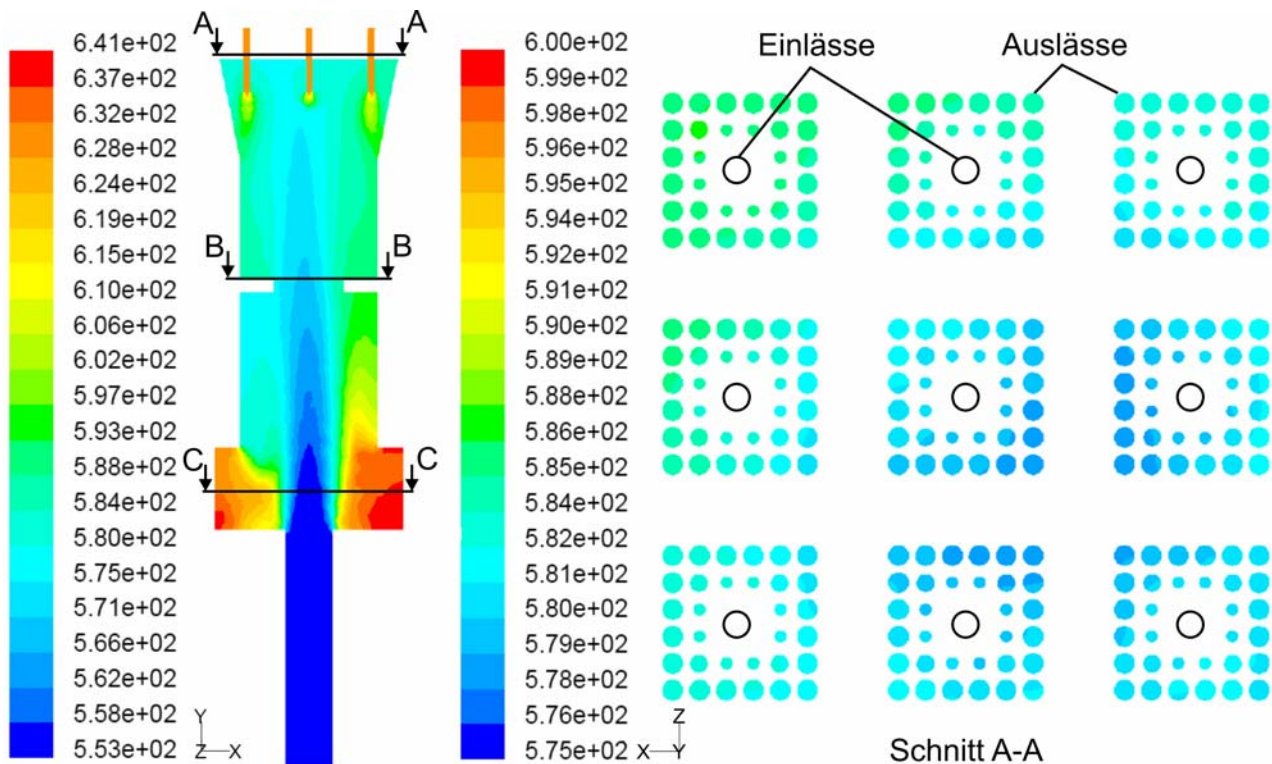 A A
B B
C C
6.41e+02
6.37e+02
6.32e+02
6.28e+02
6.24e+02
6.19e+02
6.15e+02
6.10e+02
6.06e+02
6.02e+02
5.97e+02
5.93e+02
5.88e+02
5.84e+02
5.80e+02
5.75e+02
5.71e+02
5.66e+02
5.62e+02
5.58e+02
5.53e+02
Y
Z X
6.00e+02
5.99e+02
5.98e+02
5.96e+02
5.95e+02
5.94e+02
5.92e+02
5.91e+02
5.90e+02
5.89e+02
5.88e+02
5.86e+02
5.85e+02
5.84e+02
5.82e+02
5.81e+02
5.80e+02
5.79e+02
5.78e+02
5.76e+02
5.75e+02
Einlässe Auslässe
Z
X Y
Schnitt A-A